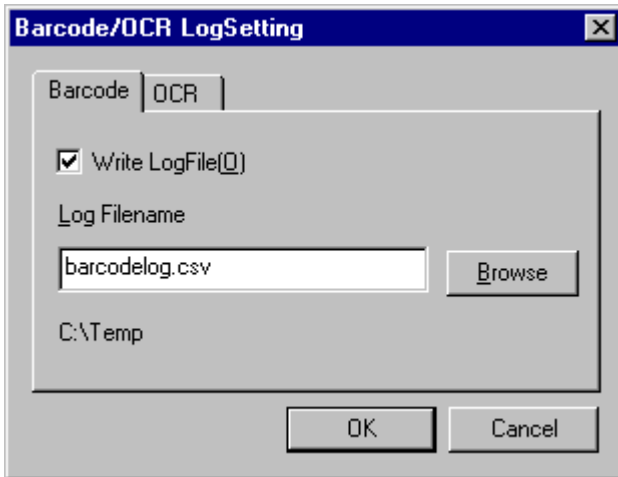 Barcode/OCR LogSetting
Barcode OCR
Write LogFile(O)
Log Filename
barcodelog.csv Browse
C:\Temp
OK Cancel